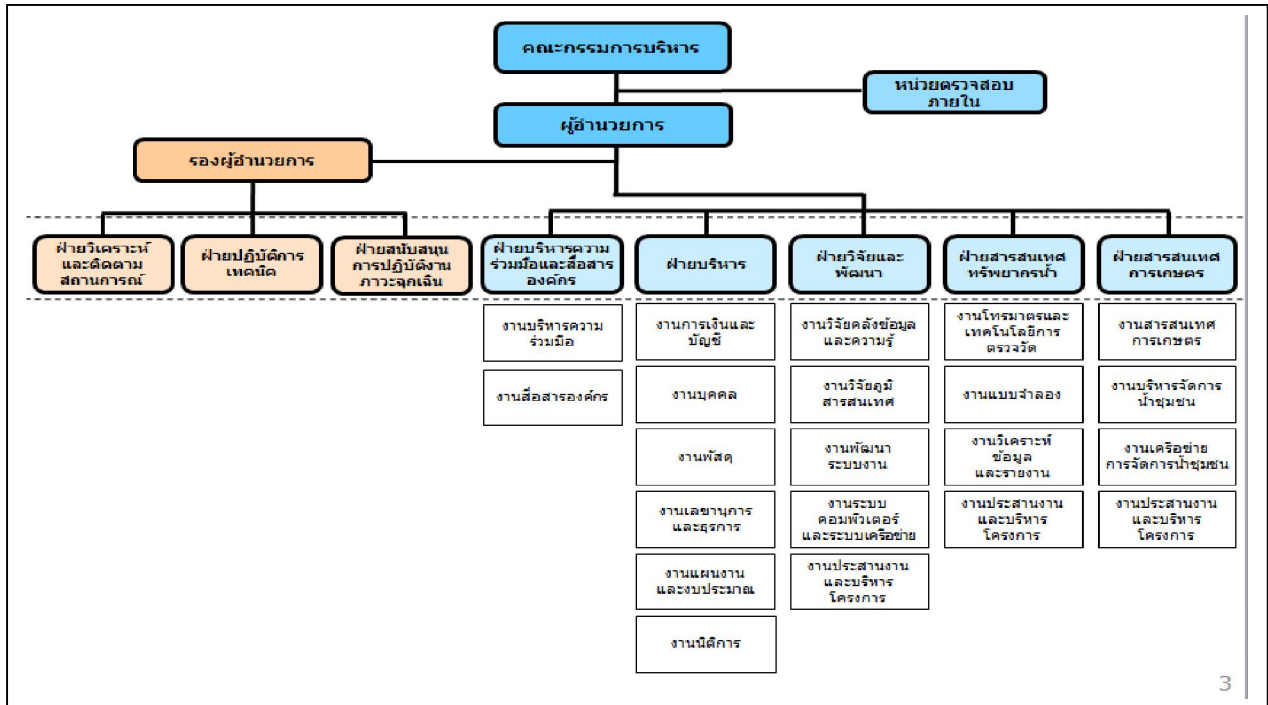 คณะกรรมการบริหาร
หน่วยตรวจสอบ
ภายใน
ผู้อำนวยการ
รองผู้อำนวยการ
ฝ่ายวิเคราะห์
และติดตาม
สถานการณ์
ฝ่ายปฏิบัติการ
เทคนิค
ฝ่ายสนับสนุน
การปฏิบัติงาน
ภาวะฉุกเฉิน
ฝ่ายบริหารความ
ร่วมมือและสื่อสาร
องค์กร
ฝ่ายบริหาร
ฝ่ายวิจัยและ
พัฒนา
ฝ่ายสารสนเทศ
ทรัพยากรน้ำ
ฝ่ายสารสนเทศ
การเกษตร
งานบริหารความ
ร่วมมือ
งานสื่อสารองค์กร
งานการเงินและ
บัญชี
งานบุคคล
งานพัสดุ
งานเลขานุการ
และธุรการ
งานแผนงาน
และงบประมาณ
งานนิติการ
งานวิจัยคลังข้อมูล
และความรู้
งานวิจัยภูมิ
สารสนเทศ
งานพัฒนา
ระบบงาน
งานระบบ
คอมพิวเตอร์
และระบบเครือข่าย
งานประสานงาน
และบริหาร
โครงการ
งานโทรมาตรและ
เทคโนโลยีการ
ตรวจวัด
งานแบบจำลอง
งานวิเคราะห์
ข้อมูล
และรายงาน
งานประสานงาน
และบริหาร
โครงการ
งานสารสนเทศ
การเกษตร
งานบริหารจัดการ
น้ำชุมชน
งานเครือข่าย
การจัดการน้ำชุมชน
งานประสานงาน
และบริหาร
โครงการ
3